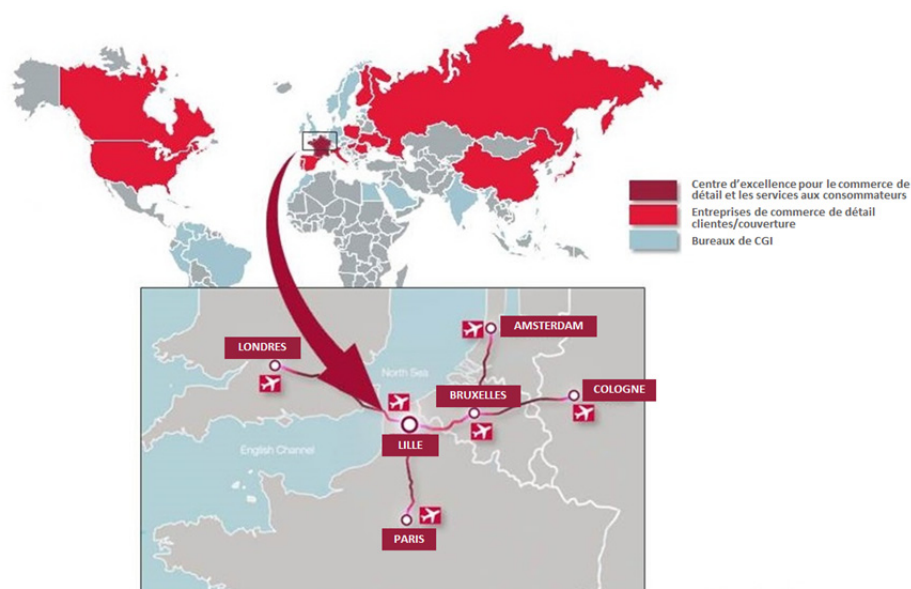 Centre d'excellence pour le commerce de
détail et les services aux consommateurs
Entreprises de commerce de détail
clientes/couverture
Bureaux de CGI
AMSTERDAM
LONDRES
North Sea
BRUXELLES
COLOGNE
LILLE
English Channel
PARIS